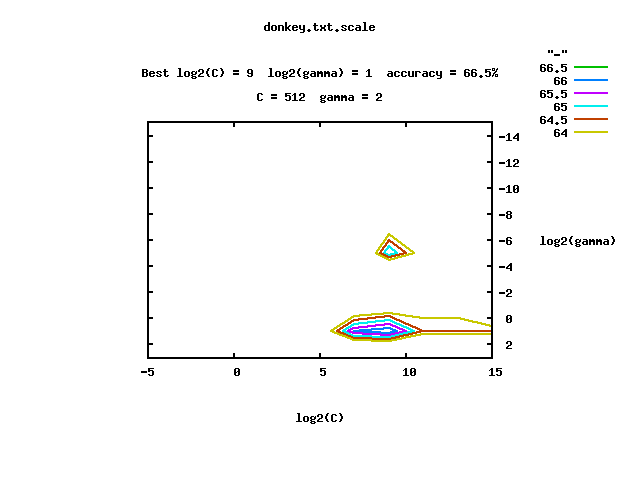 donkey.txt.scale
Best log2(C) = 9  log2(gamma) = 1  accuracy = 66.5%
C = 512  gamma = 2
"-"
66.5
66
65.5
65
64.5
64
-14
-12
-10
-8
-6
-4
-2
0
2
log2(gamma)
-5 0 5 10 15
log2(C)